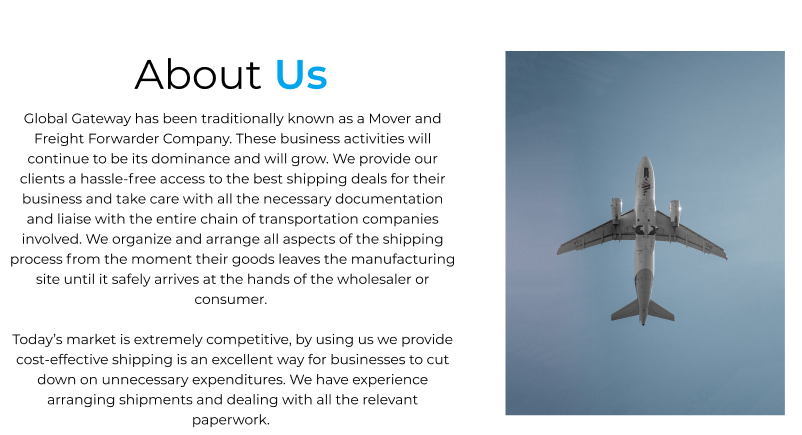 About Us
Global Gateway has been traditionally known as a Mover and
Freight Forwarder Company. These business activities will
continue to be its dominance and will grow. We provide our
clients a hassle-free access to the best shipping deals for their
business and take care with all the necessary documentation
and liaise with the entire chain of transportation companies
involved. We organize and arrange all aspects of the shipping
process from the moment their goods leaves the manufacturing
site until it safely arrives at the hands of the wholesaler or
consumer.
Today’s market is extremely competitive, by using us we provide
cost-effective shipping is an excellent way for businesses to cut
down on unnecessary expenditures. We have experience
arranging shipments and dealing with all the relevant
paperwork.